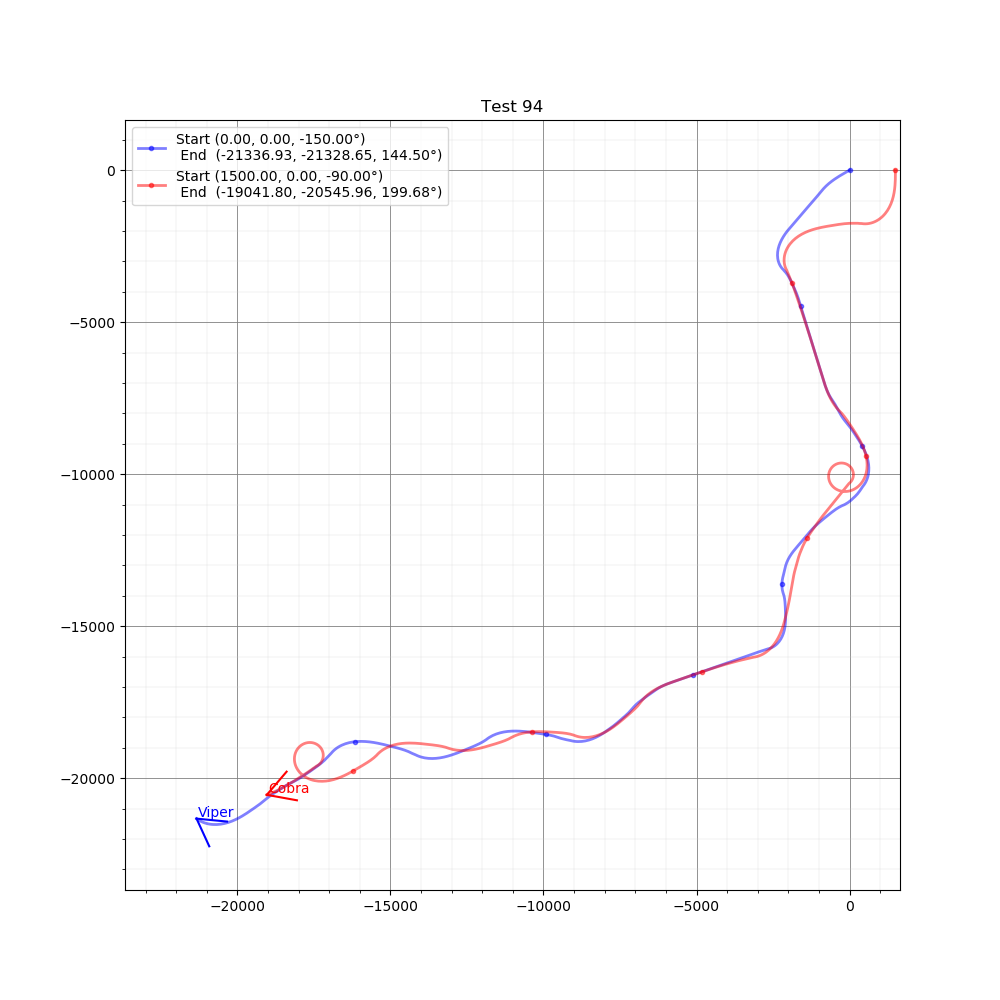 Test 94
Start (0.00, 0.00, -150.00°)
End (-21336.93, -21328.65, 144.50°)
Start (1500.00, 0.00, -90.00°)
End (-19041.80, -20545.96, 199.68°)
0
−5000
−10000
−15000
−20000
Cobra
Viper
−20000
−15000
−10000
−5000
0